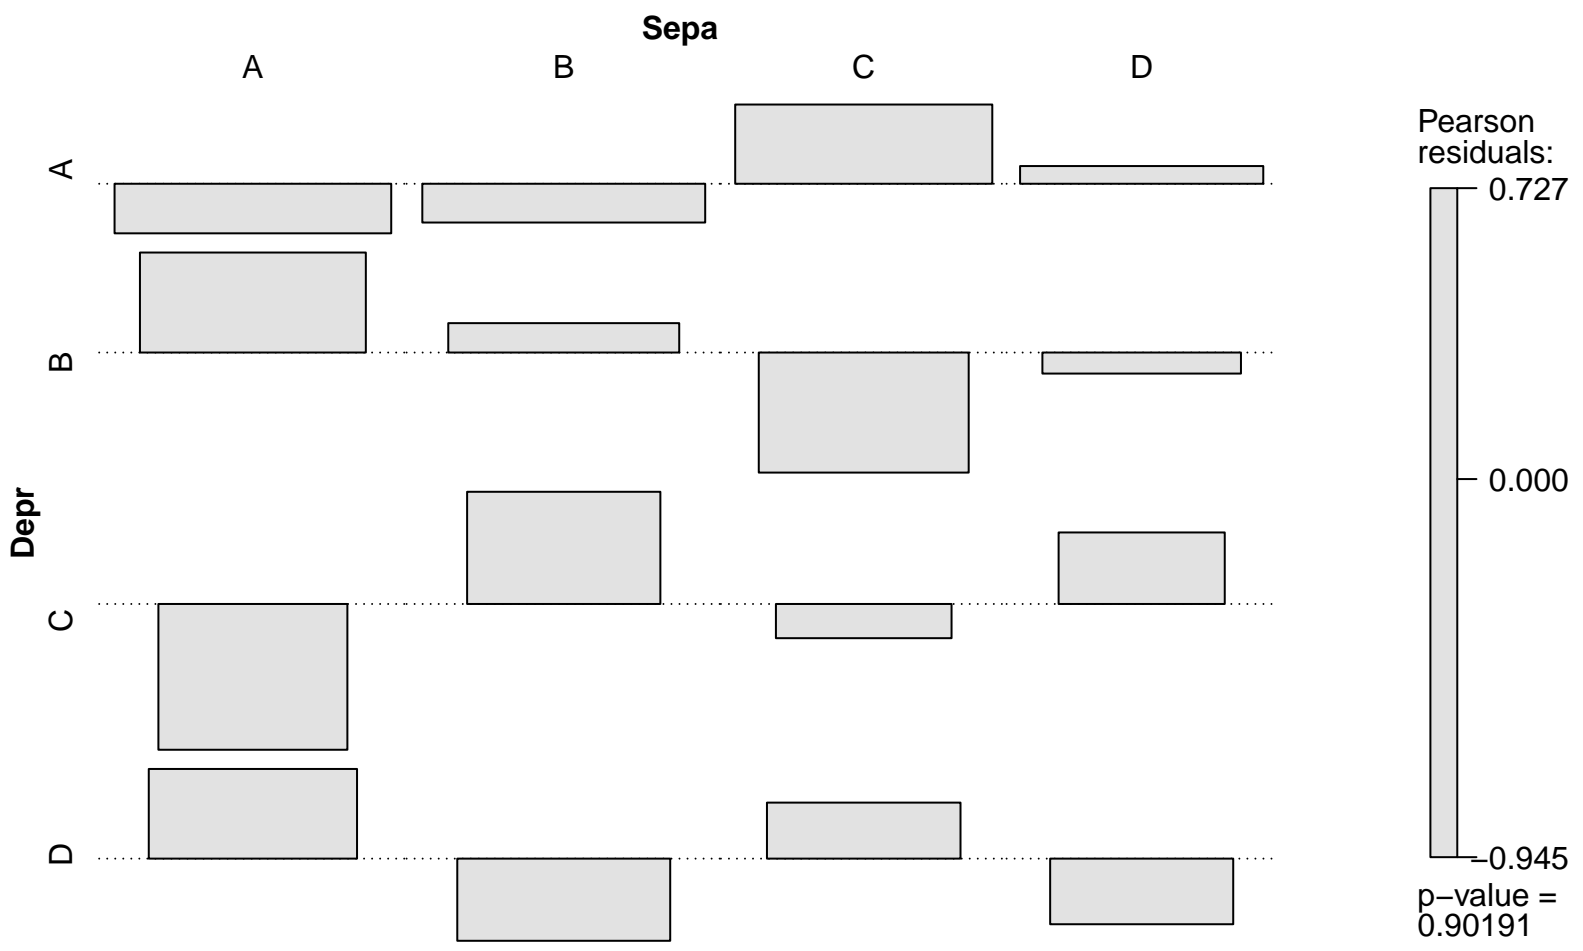 Sepa
A B C D
Depr
A
B
C
D
Pearson
residuals:
0.727
0.000
−0.945
p−value =
0.90191